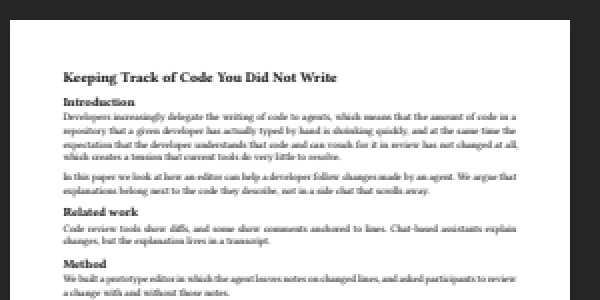 Keeping Track of Code You Did Not Write
Introduction
Developers increasingly delegate the writing of code to agents, which means that the amount of code in a
repository that a given developer has actually typed by hand is shrinking quickly, and at the same time the
expectation that the developer understands that code and can vouch for it in review has not changed at all,
which creates a tension that current tools do very little to resolve.
In this paper we look at how an editor can help a developer follow changes made by an agent. We argue that
explanations belong next to the code they describe, not in a side chat that scrolls away.
Related work
Code review tools show diffs, and some show comments anchored to lines. Chat-based assistants explain
changes, but the explanation lives in a transcript.
Method
We built a prototype editor in which the agent leaves notes on changed lines, and asked participants to review
a change with and without those notes.